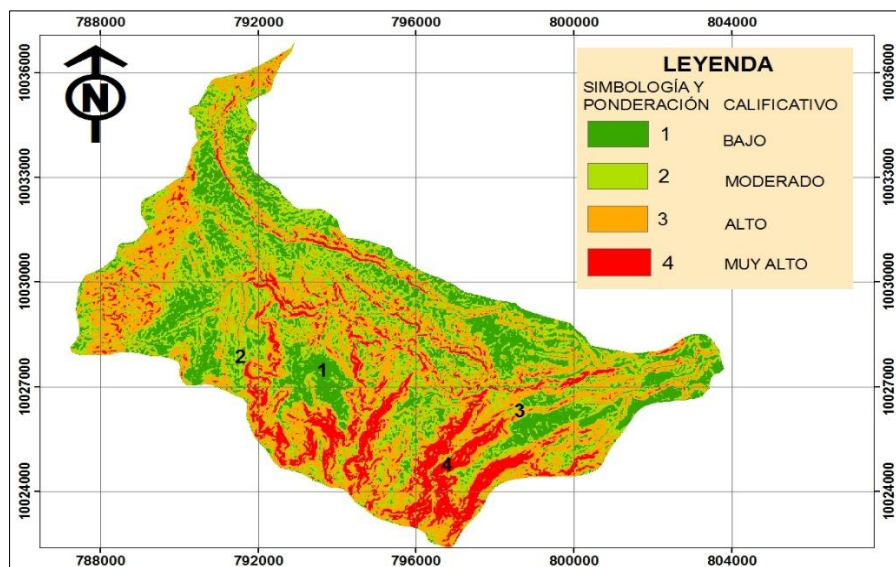 788000 792000 796000 800000 804000
N
LEYENDA
SIMBOLOGÍA Y
PONDERACIÓN CALIFICATIVO
1 BAJO
2 MODERADO
3 ALTO
4 MUY ALTO
10036000 10036000
10033000 10033000
10030000 10030000
10027000 10027000
10024000 10024000
2
1
3
4
788000 792000 796000 800000 804000